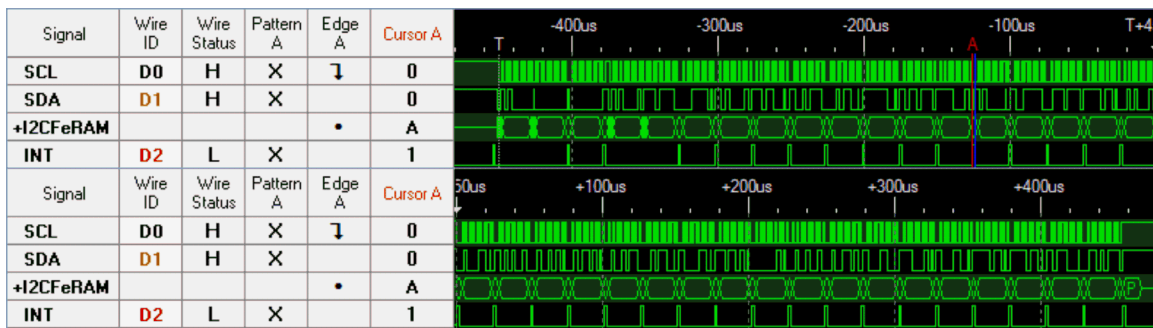 Signal Wire ID Wire Status Pattern A Edge A Cursor A -400us -300us -200us -100us T+4
T A
SCL D0 H X 0
SDA D1 H X 0
+I2CFeRAM • A
INT D2 L X 1
Signal Wire ID Wire Status Pattern A Edge A Cursor A 50us +100us +200us +300us +400us
SCL D0 H X 0
SDA D1 H X 0
+I2CFeRAM • A P
INT D2 L X 1